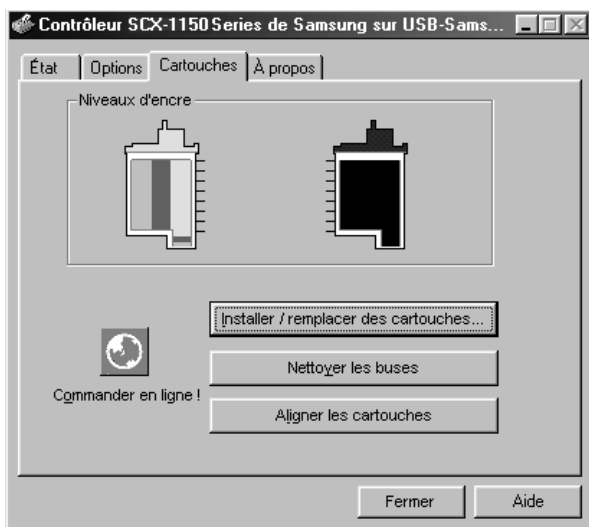 Contrôleur SCX-1150 Series de Samsung sur USB-Sams...
État Options Cartouches À propos
Niveaux d'encre
Installer / remplacer des cartouches...
Nettoyer les buses
Commander en ligne !
Aligner les cartouches
Fermer Aide